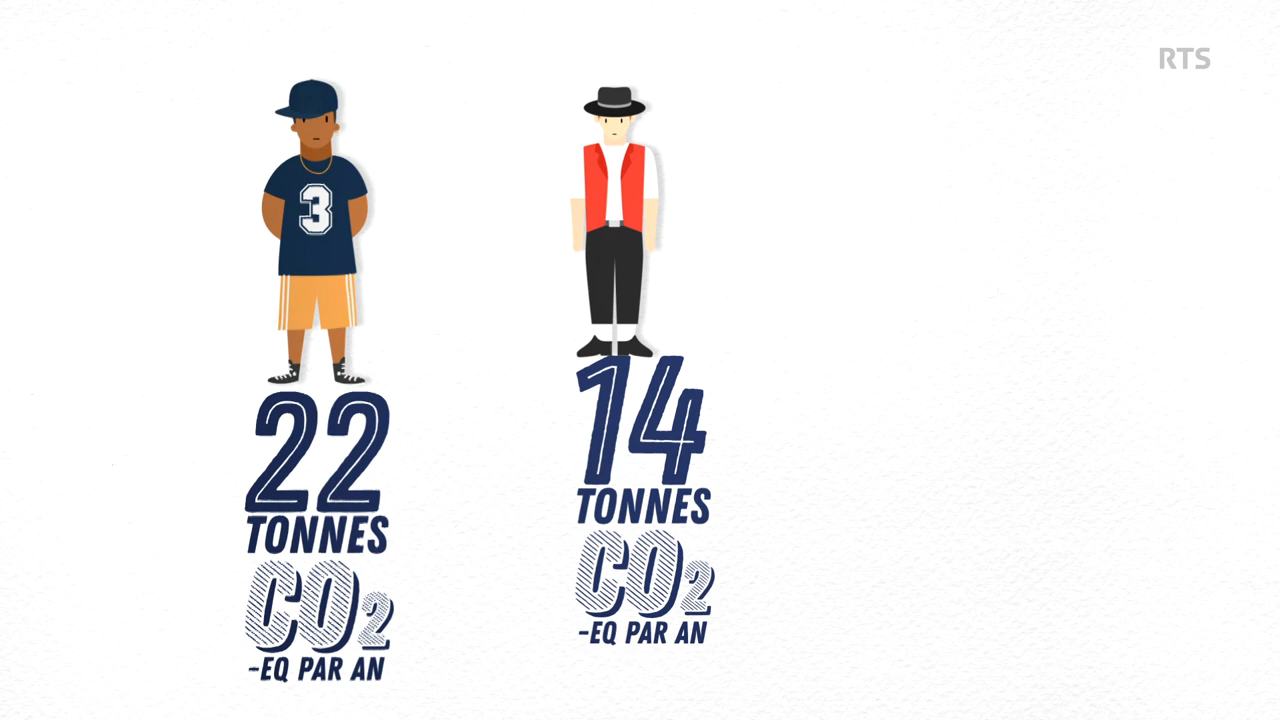 RTS
3
22
TONNES
CO2
-EQ PAR AN
14
TONNES
CO2
-EQ PAR AN